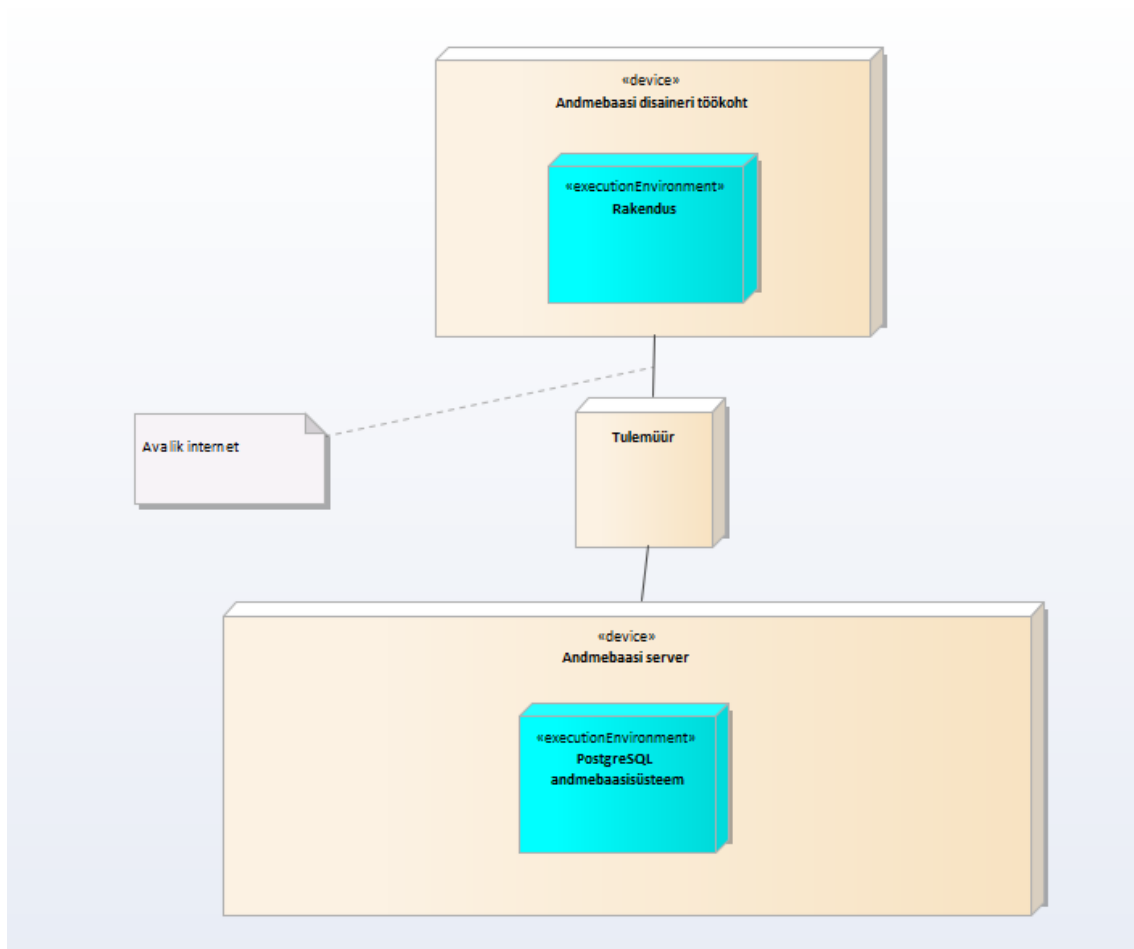 «device»
Andmebaasi disaineri töökoht
«executionEnvironment»
Rakendus
Avalik internet
Tulemüür
«device»
Andmebaasi server
«executionEnvironment»
PostgreSQL
andmebaasisüsteem